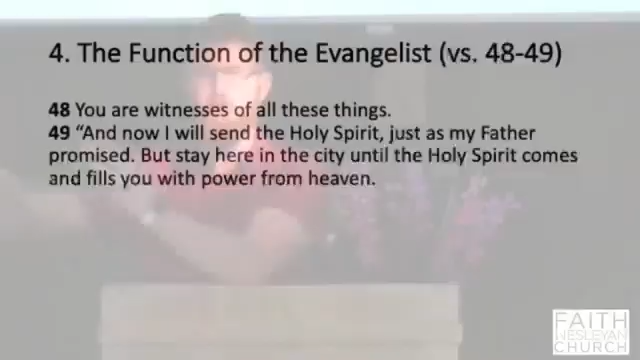 4. The Function of the Evangelist (vs. 48-49)
48 You are witnesses of all these things.
49 “And now I will send the Holy Spirit, just as my Father
promised. But stay here in the city until the Holy Spirit comes
and fills you with power from heaven.
FAITH
WESLEYAN
CHURCH